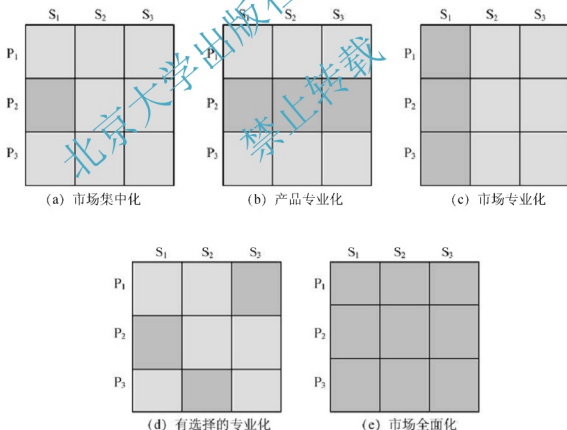 S1 S2 S3 S1 S2 S3 S1 S2 S3
P1 P1 P1
P2 P2 P2
P3 P3 P3
(a) 市场集中化 (b) 产品专业化 (c) 市场专业化
S1 S2 S3 S1 S2 S3
P1 P1
P2 P2
P3 P3
(d) 有选择的专业化 (e) 市场全面化
北京大学出版社
禁止转载